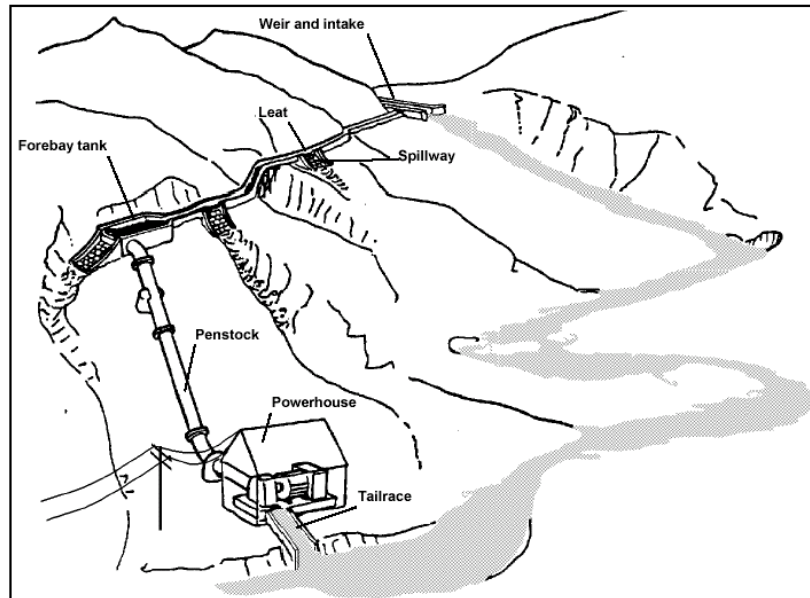 Weir and intake
Leat
Forebay tank
Spillway
Penstock
Powerhouse
Tailrace